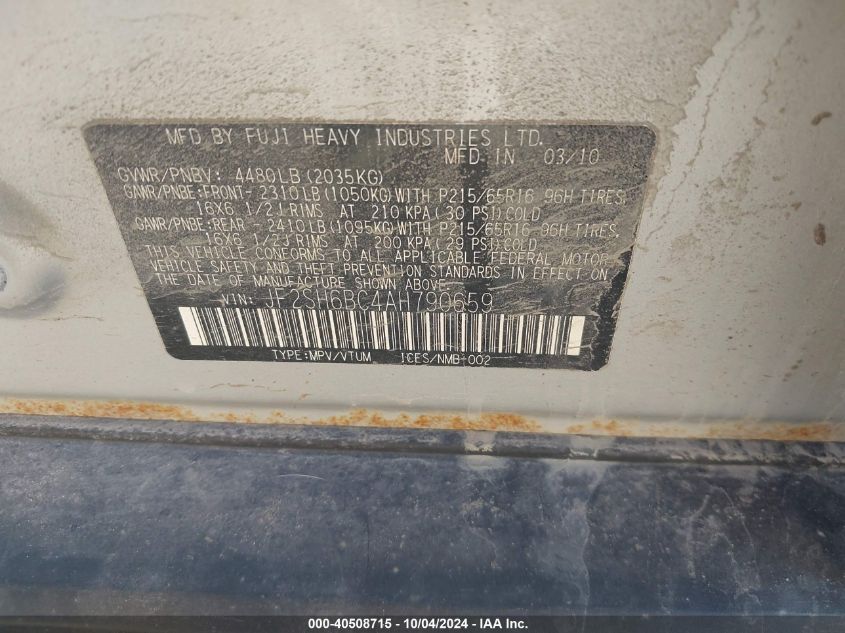 MFD BY FUJI HEAVY INDUSTRIES LTD.
MFD IN 03/10
GVWR/PNBV: 4480LB(2035KG)
GAWR/PNBE:FRONT- 2310LB(1050KG)WITH P215/65R16 96H TIRES,
16X6 1/2J RIMS AT 210 KPA(30 PSI)COLD
GAWR/PNBE:REAR - 2410LB(1095KG)WITH P215/65R16 96H TIRES,
16X6 1/2J RIMS AT 200 KPA(29 PSI)COLD
THIS VEHICLE CONFORMS TO ALL APPLICABLE FEDERAL MOTOR
VEHICLE SAFETY AND THEFT PREVENTION STANDARDS IN EFFECT ON
THE DATE OF MANUFACTURE SHOWN ABOVE.
VIN: JF2SH6BC4AH790659
TYPE:MPV/VTUM ICES/NMB-002
000-40508715 - 10/04/2024 - IAA Inc.